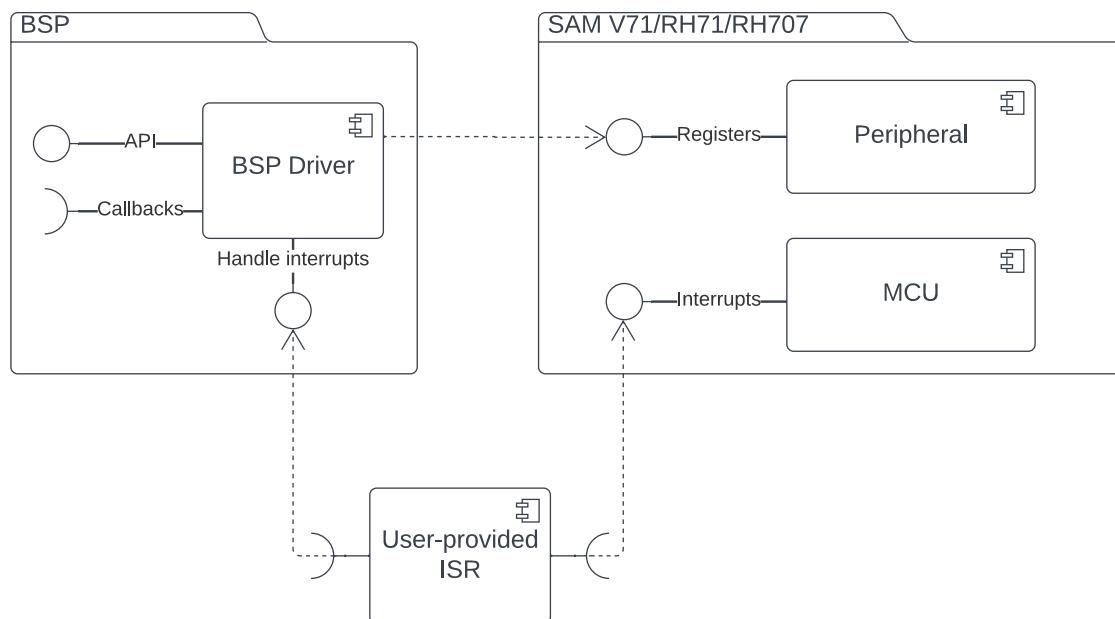 BSP
SAM V71/RH71/RH707
API
BSP Driver
Registers
Peripheral
Callbacks
Handle interrupts
Interrupts
MCU
User-provided
ISR